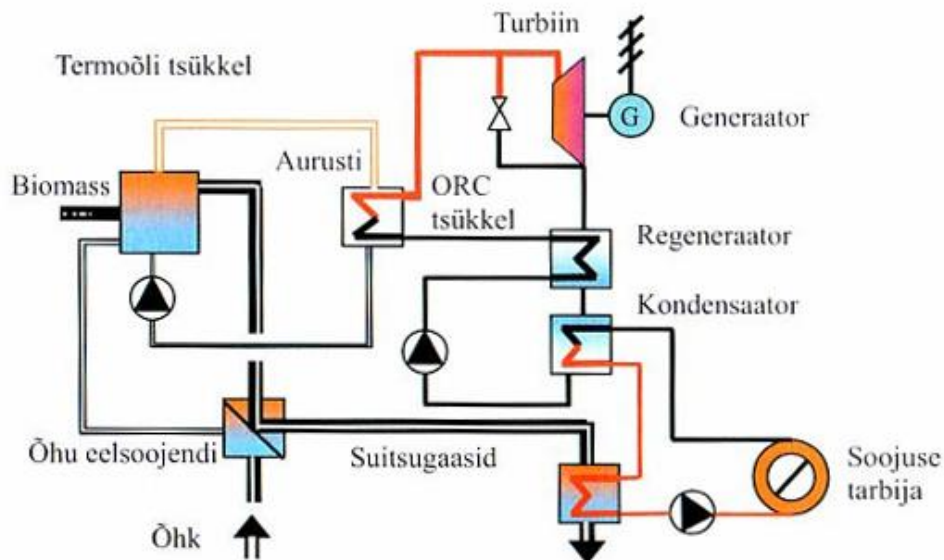 Turbiin
Termoõli tsükkel
G
Generaator
Aurusti
Biomass
ORC
tsükkel
Regeneraator
Kondensaator
Õhu eelsoojendi
Suitsugaasid
Soojuse
tarbija
Õhk